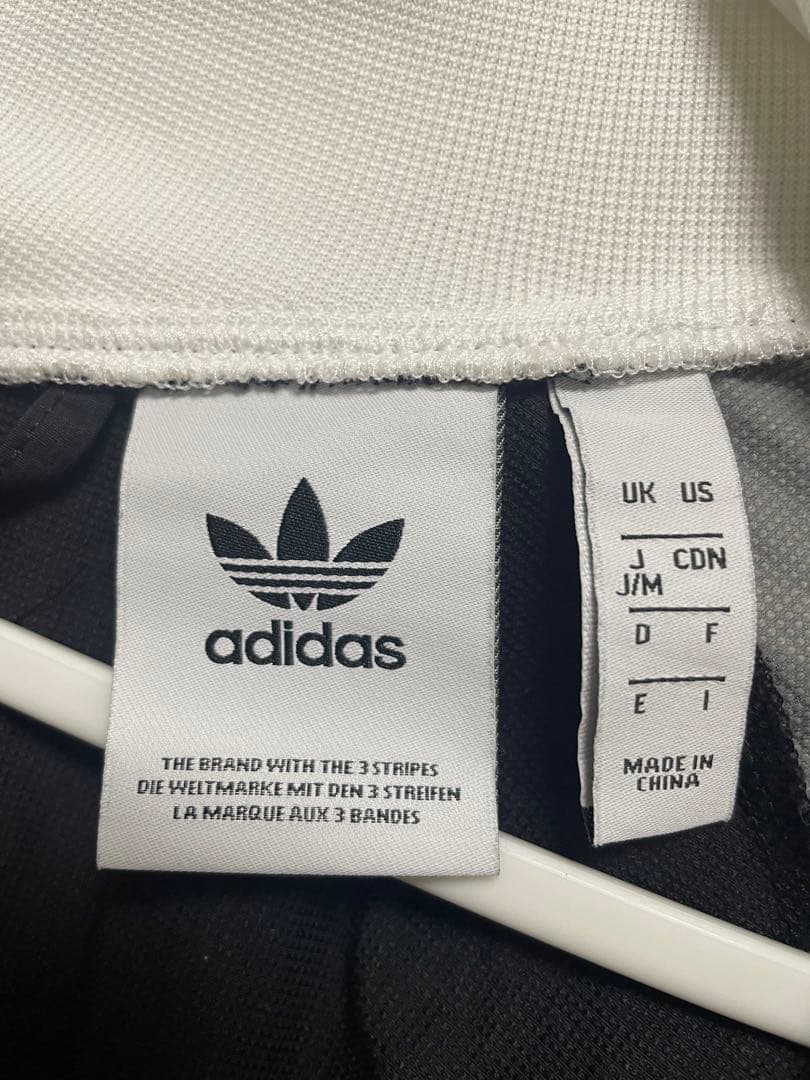 adidas
THE BRAND WITH THE 3 STRIPES
DIE WELTMARKE MIT DEN 3 STREIFEN
LA MARQUE AUX 3 BANDES
UK US
J CDN
J/M
D F
E I
MADE IN
CHINA